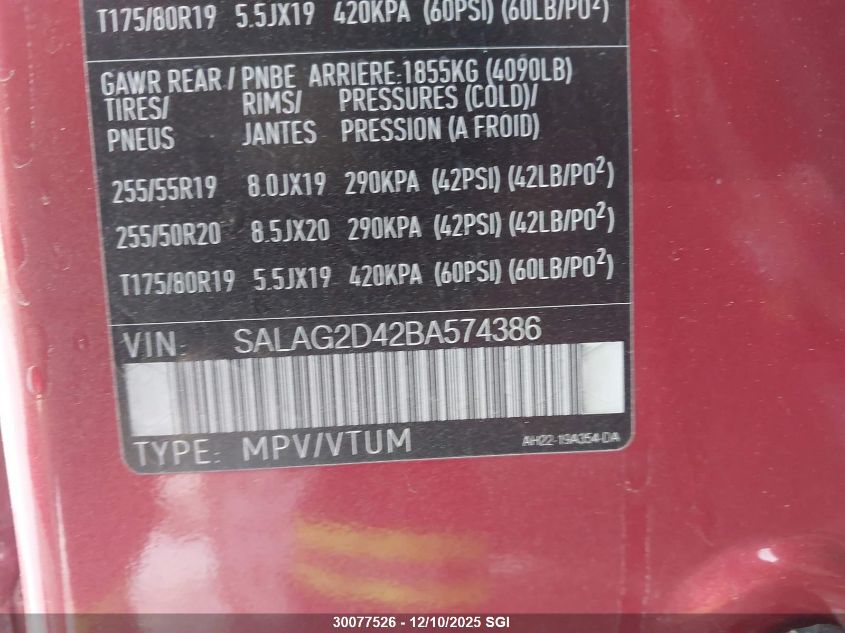 T175/80R19 5.5JX19 420KPA (60PSI) (60LB/PO²)
GAWR REAR / PNBE ARRIERE: 1855KG (4090LB)
TIRES/ RIMS/ PRESSURES (COLD)/
PNEUS JANTES PRESSION (A FROID)
255/55R19 8.0JX19 290KPA (42PSI) (42LB/PO²)
255/50R20 8.5JX20 290KPA (42PSI) (42LB/PO²)
T175/80R19 5.5JX19 420KPA (60PSI) (60LB/PO²)
VIN: SALAG2D42BA574386
TYPE: MPV/VTUM AH22-19A354-DA
30077526 - 12/10/2025 SGI